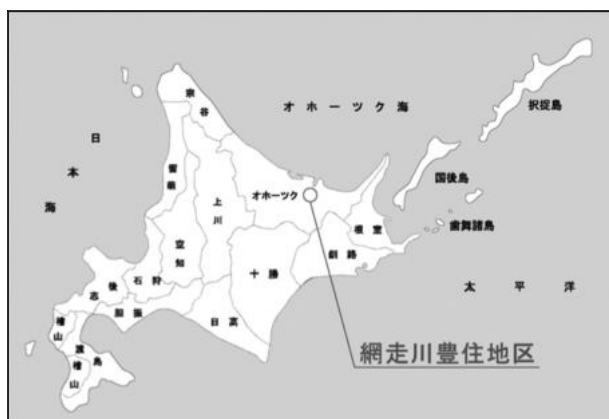 宗谷
オホーツク海
択捉島
日本海
留萌
国後島
オホーツク
上川
根室
歯舞諸島
釧路
空知
十勝
太平洋
石狩
後志
胆振
日高
檜山
渡島
檜山
網走川豊住地区